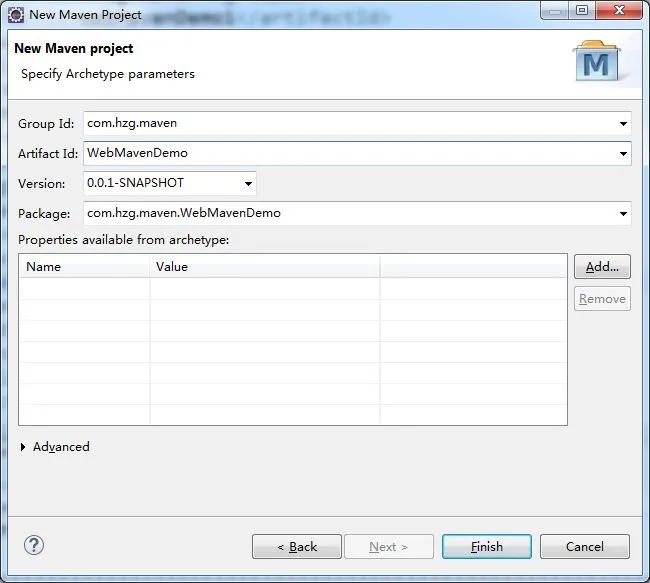 </artifactId>
New Maven Project
New Maven project
Specify Archetype parameters
M
Group Id: com.hzg.maven
Artifact Id: WebMavenDemo
Version: 0.0.1-SNAPSHOT
Package: com.hzg.maven.WebMavenDemo
Properties available from archetype:
Name Value
Add...
Remove
Advanced
? < Back Next > Finish Cancel